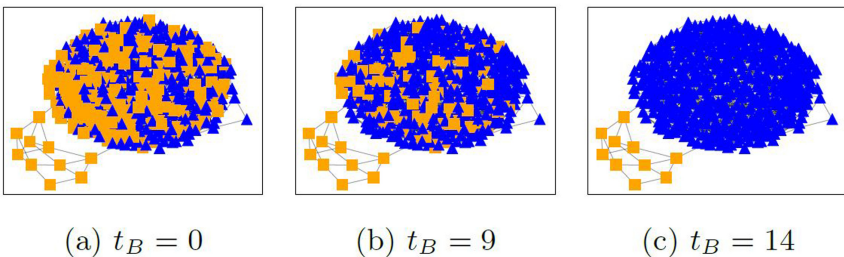 (a) t_B = 0
(b) t_B = 9
(c) t_B = 14